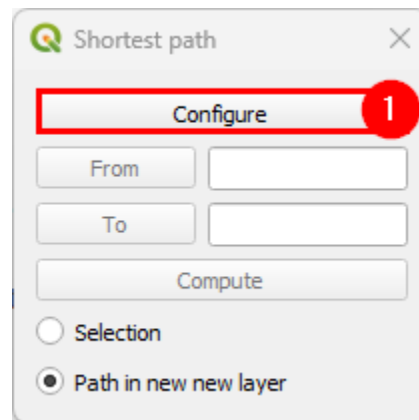 Shortest path
Configure
1
From
To
Compute
Selection
Path in new new layer